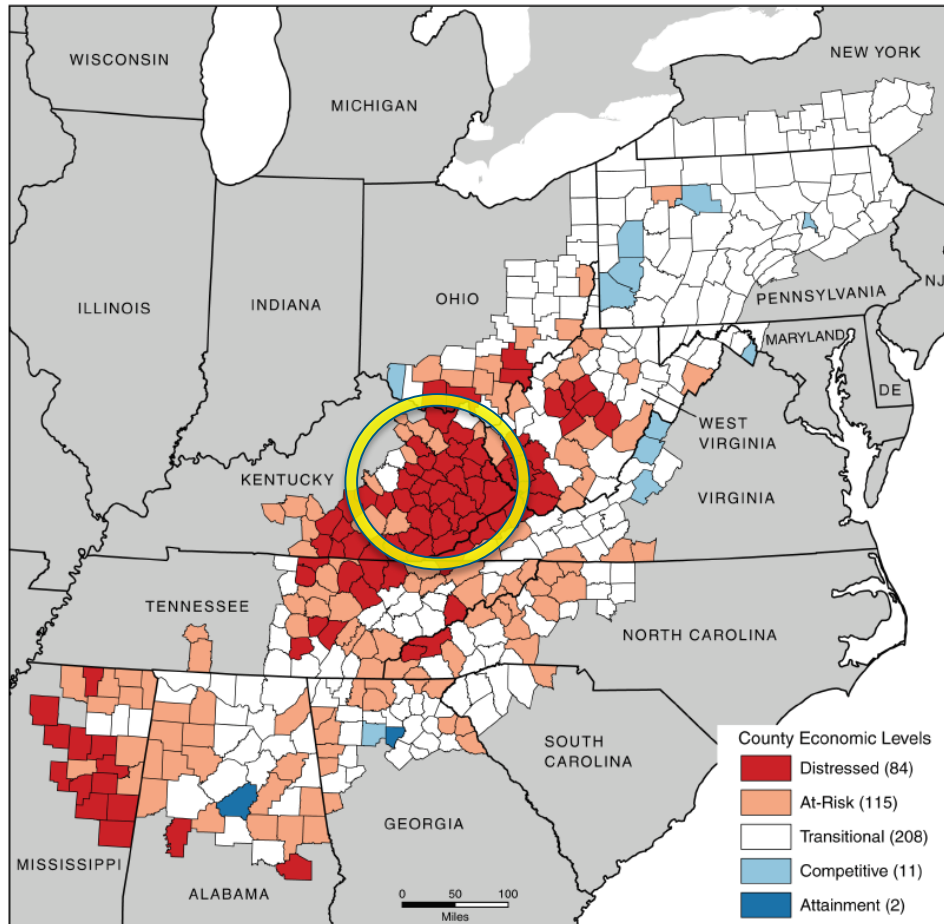 WISCONSIN
NEW YORK
MICHIGAN
ILLINOIS
INDIANA
OHIO
PENNSYLVANIA
NJ
MARYLAND
DE
WEST
VIRGINIA
KENTUCKY
VIRGINIA
TENNESSEE
NORTH CAROLINA
SOUTH
CAROLINA
GEORGIA
MISSISSIPPI
ALABAMA
0 50 100
Miles
County Economic Levels
Distressed (84)
At-Risk (115)
Transitional (208)
Competitive (11)
Attainment (2)